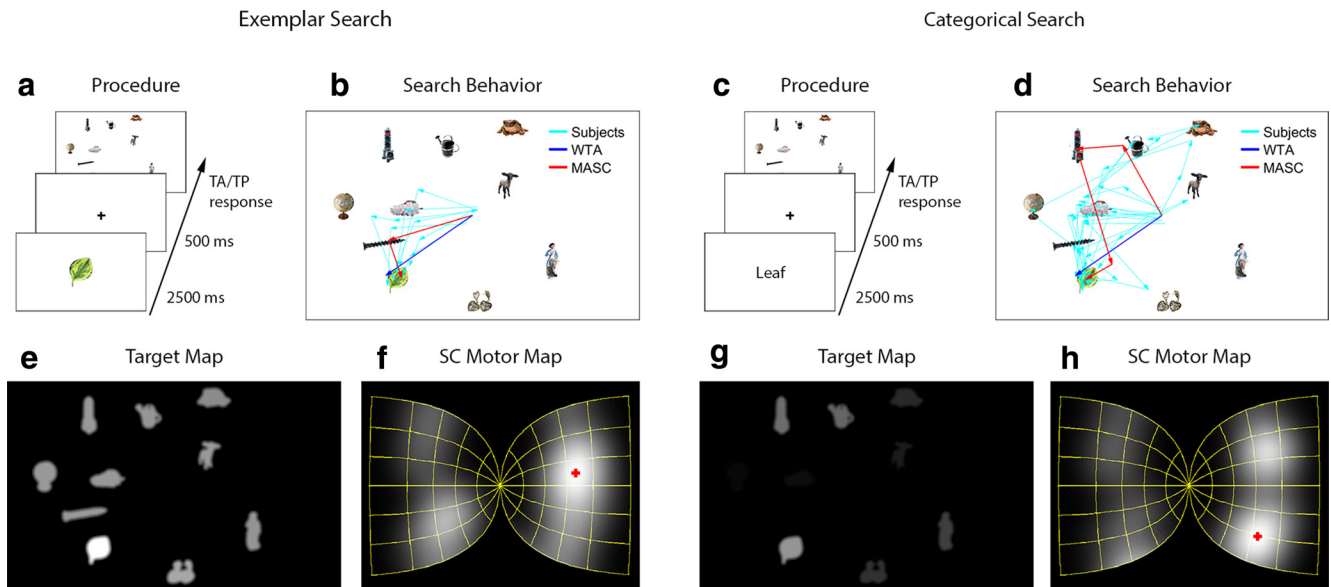 Exemplar Search
Categorical Search
a Procedure
TA/TP
response
500 ms
2500 ms
b Search Behavior
Subjects
WTA
MASC
c Procedure
TA/TP
response
500 ms
Leaf
2500 ms
d Search Behavior
Subjects
WTA
MASC
e Target Map
f SC Motor Map
g Target Map
h SC Motor Map